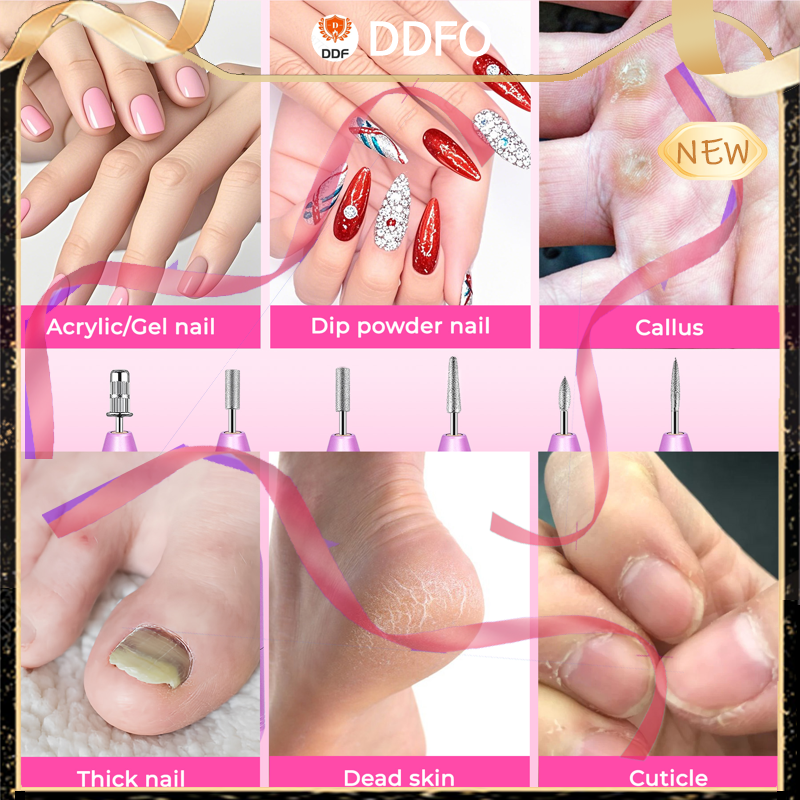 DDF
DDFO
NEW
Acrylic/Gel nail
Dip powder nail
Callus
Thick nail
Dead skin
Cuticle